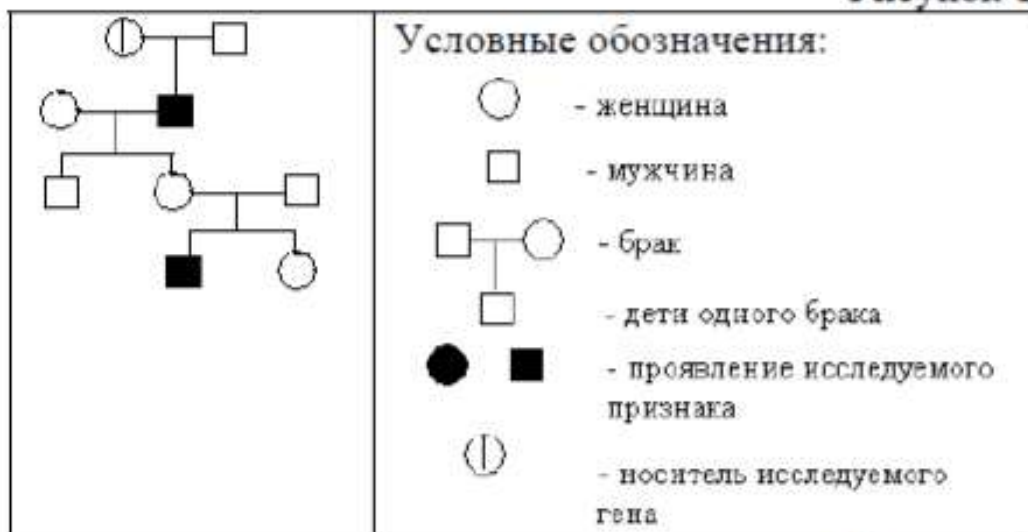 Условные обозначения:
- женщина
- мужчина
- брак
- дети одного брака
- проявление исследуемого
признака
- носитель исследуемого
гена